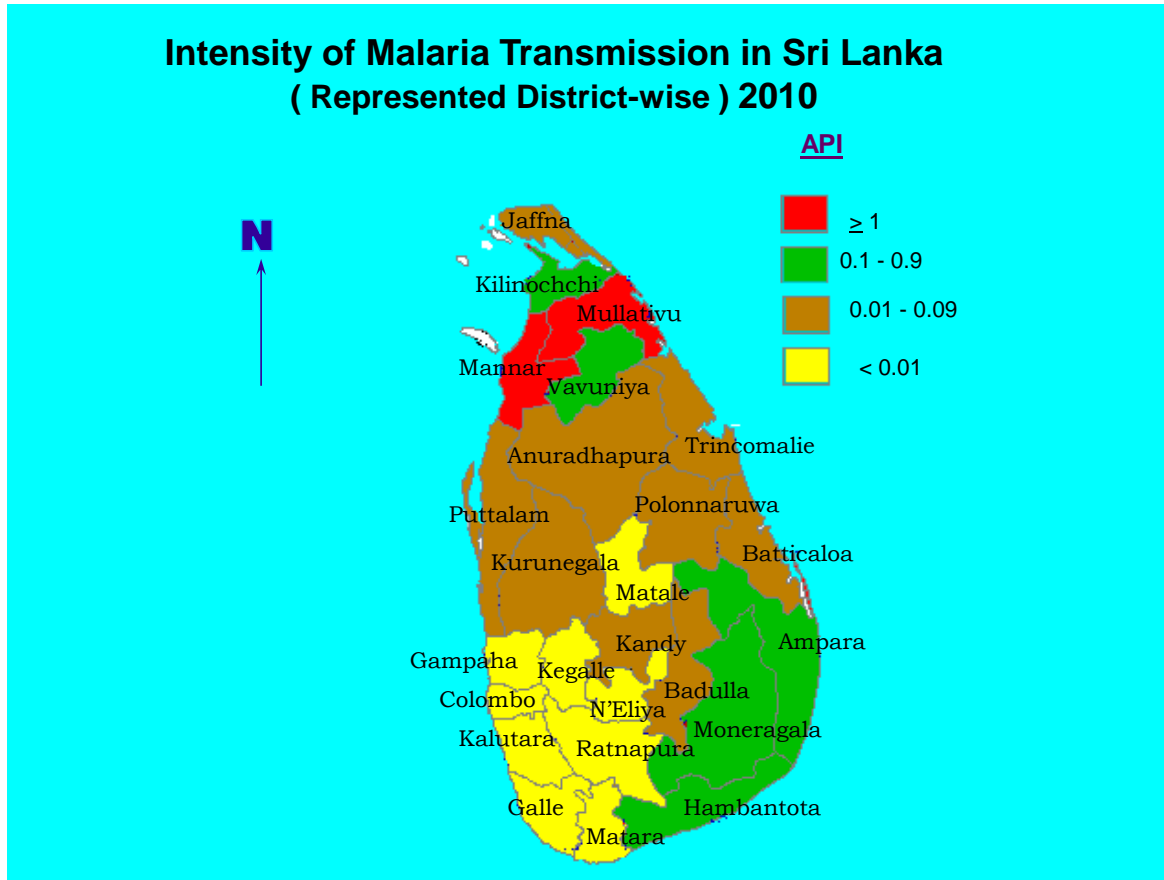 Intensity of Malaria Transmission in Sri Lanka
( Represented District-wise ) 2010
API
≥ 1
0.1 - 0.9
0.01 - 0.09
< 0.01
N
Jaffna
Kilinochchi
Mullativu
Mannar
Vavuniya
Trincomalie
Anuradhapura
Polonnaruwa
Puttalam
Batticaloa
Kurunegala
Matale
Kandy
Ampara
Gampaha
Kegalle
Badulla
Colombo
N'Eliya
Moneragala
Kalutara
Ratnapura
Galle
Hambantota
Matara